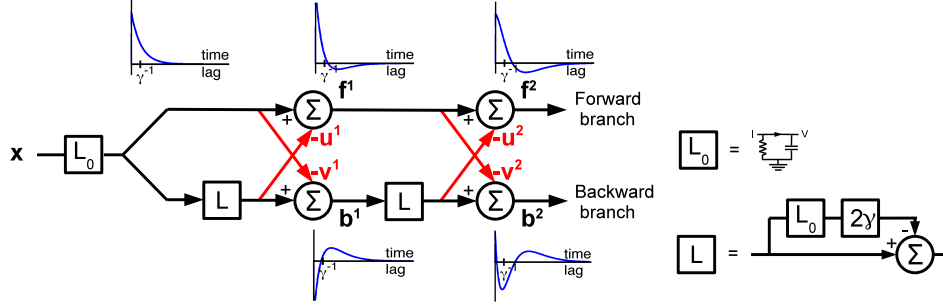 time
lag
γ⁻¹
time
lag
γ⁻¹
time
lag
γ⁻¹
f¹
f²
Forward
branch
x
L₀
+
Σ
+
Σ
-u¹
-u²
-v¹
-v²
L
+
Σ
L
+
Σ
b¹
b²
Backward
branch
time
lag
γ⁻¹
time
lag
γ⁻¹
L₀
=
I
V
L
=
L₀
2γ
-
+
Σ